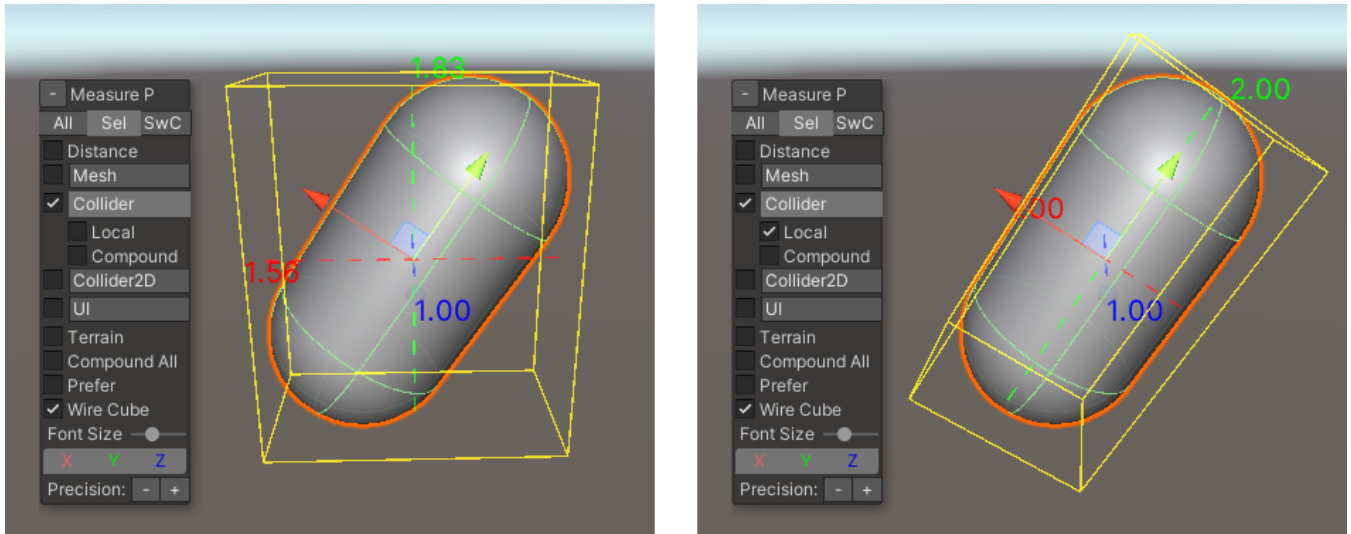 - Measure P
All Sel SwC
Distance
Mesh
Collider
Local
Compound
Collider2D
UI
Terrain
Compound All
Prefer
Wire Cube
Font Size
X Y Z
Precision: - +
1.83
1.56
1.00
- Measure P
All Sel SwC
Distance
Mesh
Collider
Local
Compound
Collider2D
UI
Terrain
Compound All
Prefer
Wire Cube
Font Size
X Y Z
Precision: - +
2.00
00
1.00